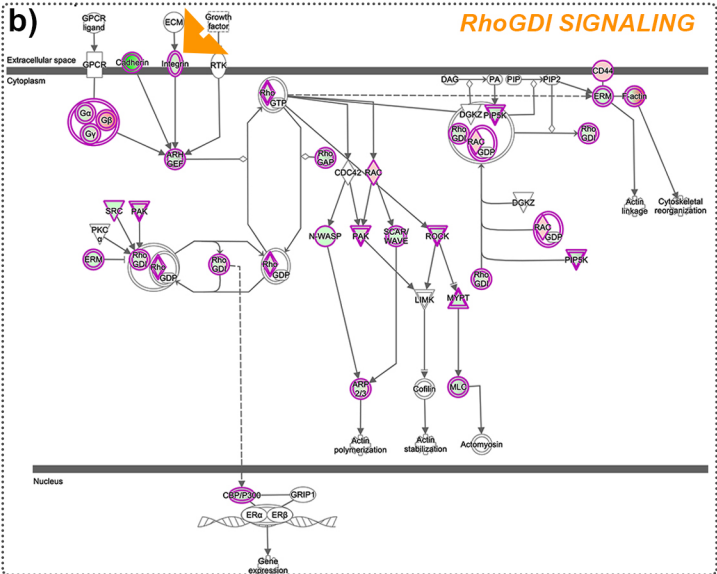 b)
RhoGDI SIGNALING
GPCR
ligand
ECM
Growth
factor
Extracellular space
Cytoplasm
GPCR
Cadherin
Integrin
RTK
CD44
Gα
Gβ
Gγ
ARH
GEF
Rho
GTP
Rho
GAP
CDC42
RAC
DAG
PA
PIP
PIP2
DGKZ
PIP5K
Rho
GDI
RAC
GDP
Rho
GDI
ERM
F-actin
Actin
linkage
Cytoskeletal
reorganization
SRC
PAK
PKC
α
ERM
Rho
GDI
Rho
GDP
Rho
GDI
Rho
GDP
N-WASP
PAK
SCAR/
WAVE
ROCK
DGKZ
RAC
GDP
PIP5K
Rho
GDI
LIMK
MYPT
ARP
2/3
Cofilin
MLC
Actin
polymerization
Actin
stabilization
Actomyosin
Nucleus
CBP/P300
GRIP1
ERα
ERβ
Gene
expression